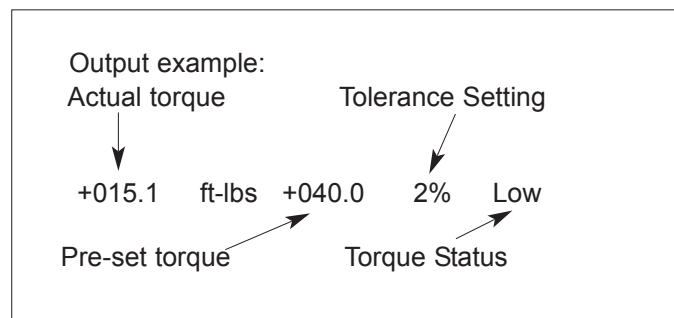 Output example:
Actual torque Tolerance Setting
+015.1 ft-lbs +040.0 2% Low
Pre-set torque Torque Status